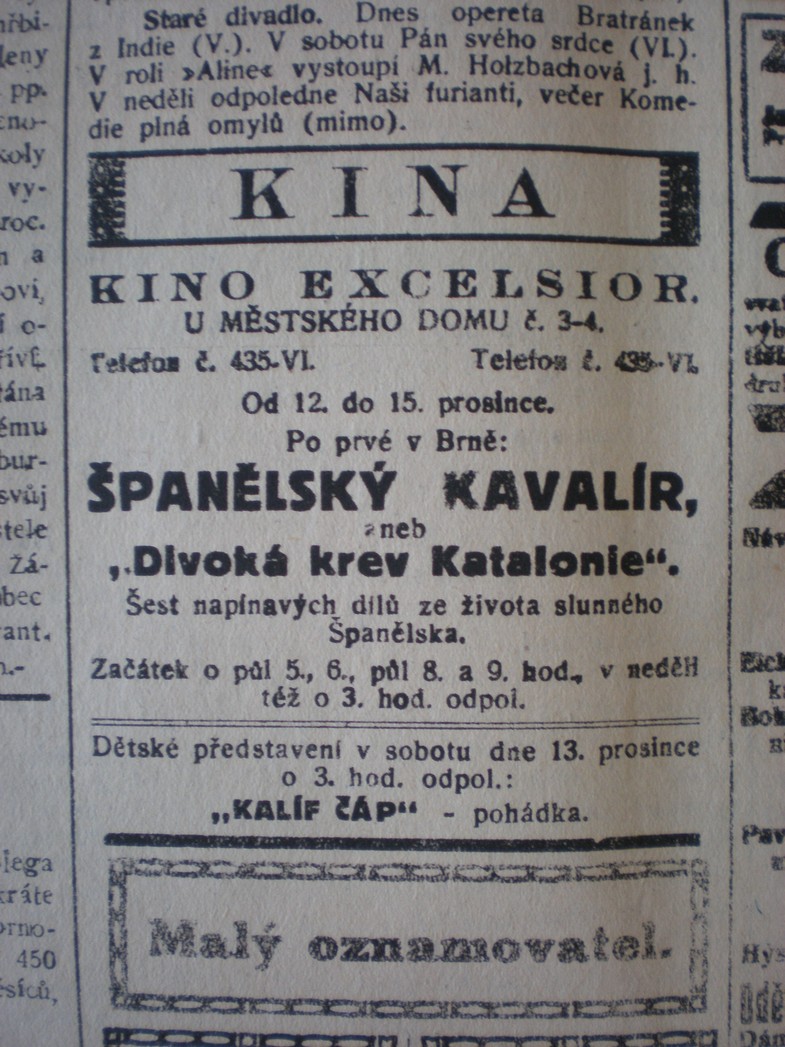 Staré divadlo. Dnes opereta Bratránek
z Indie (V.). V sobotu Pán svého srdce (VI.).
V roli »Aline« vystoupí M. Holzbachová j. h.
V neděli odpoledne Naši furianti, večer Kome-
die plná omylů (mimo).
KINA
KINO EXCELSIOR.
U MĚSTSKÉHO DOMU č. 3-4.
Telefon č. 435-VI. Telefon č. 435-VI.
Od 12. do 15. prosince.
Po prvé v Brně:
ŠPANĚLSKÝ KAVALÍR,
aneb
„Divoká krev Katalonie“.
Šest napínavých dílů ze života slunného
Španělska.
Začátek o půl 5., 6., půl 8. a 9. hod., v neděli
též o 3. hod. odpol.
Dětské představení v sobotu dne 13. prosince
o 3. hod. odpol.:
„KALÍF ČÁP“ - pohádka.
Malý oznamovatel.